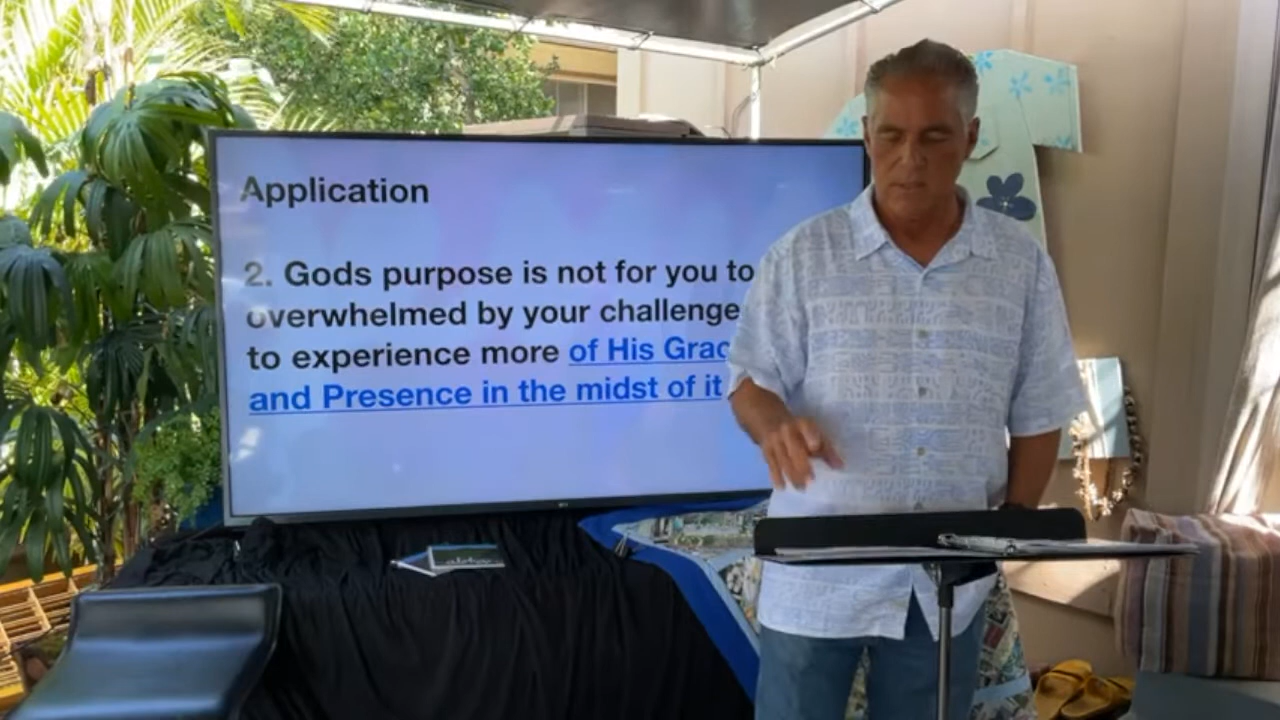 Application
2. Gods purpose is not for you to
overwhelmed by your challenge
to experience more of His Grac
and Presence in the midst of it